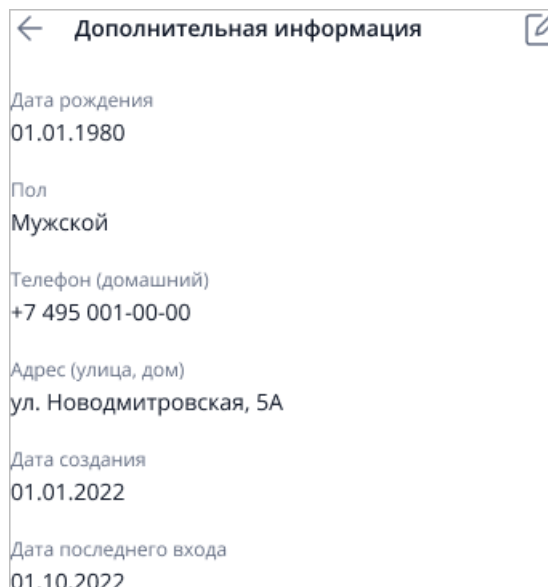 Дополнительная информация
Дата рождения
01.01.1980
Пол
Мужской
Телефон (домашний)
+7 495 001-00-00
Адрес (улица, дом)
ул. Новодмитровская, 5А
Дата создания
01.01.2022
Дата последнего входа
01.10.2022